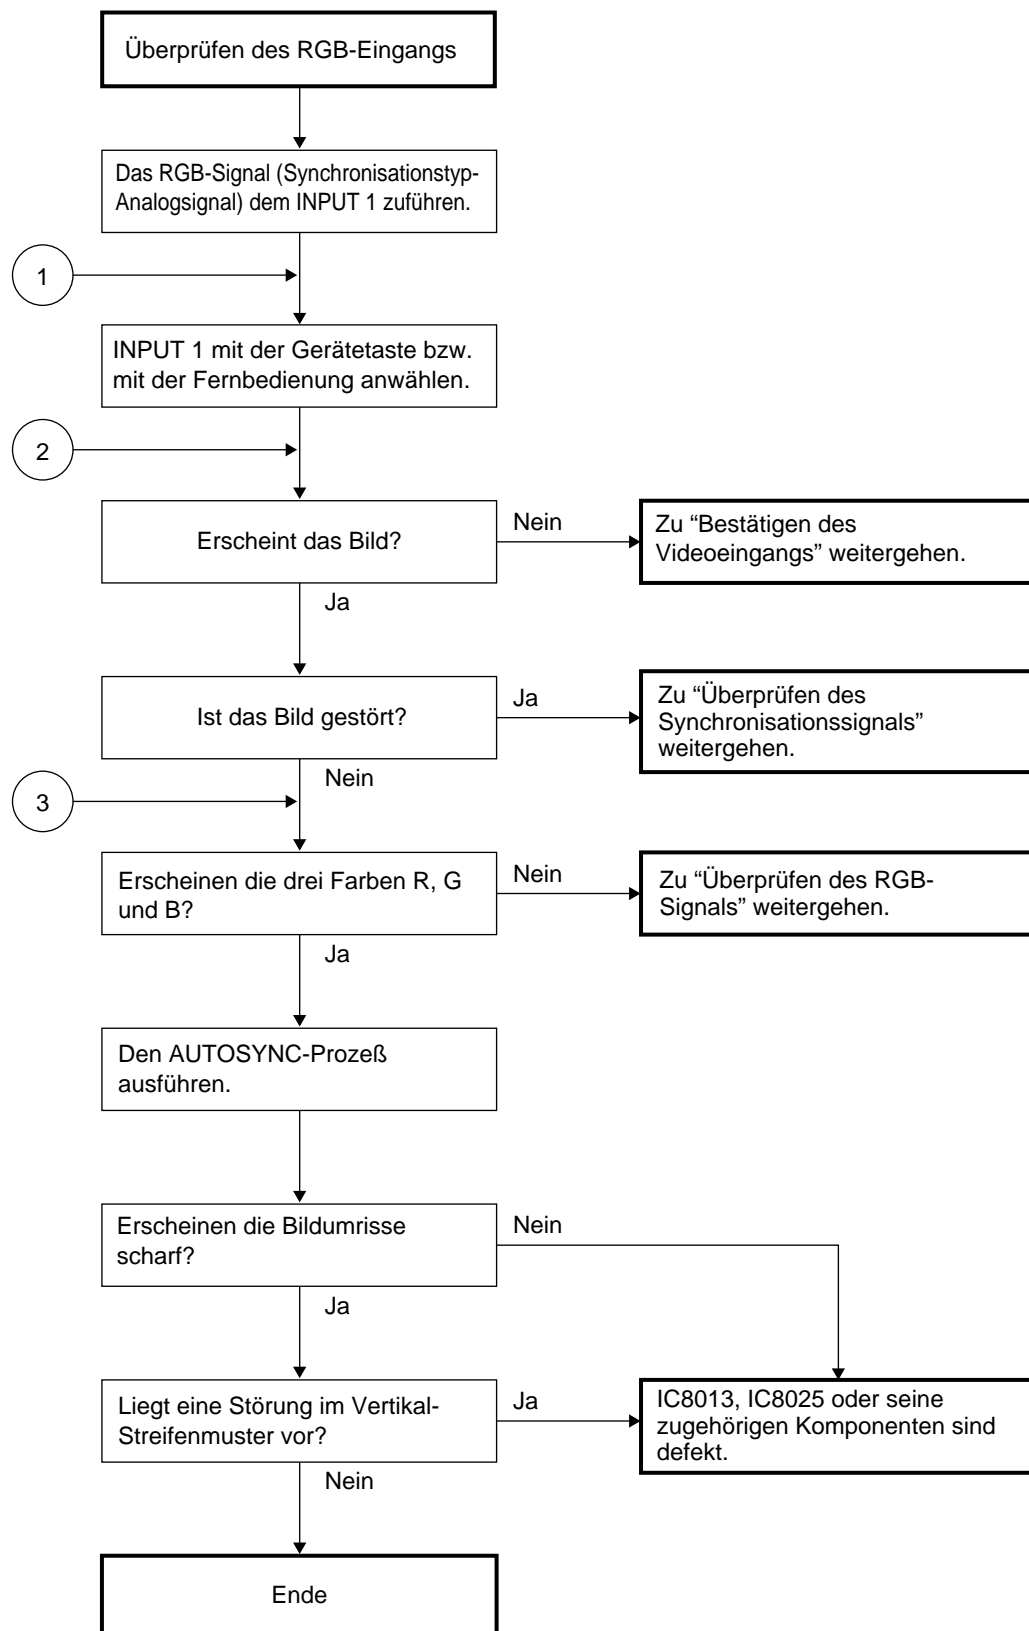 Überprüfen des RGB-Eingangs
Das RGB-Signal (Synchronisationstyp-
Analogsignal) dem INPUT 1 zuführen.
1
INPUT 1 mit der Gerätetaste bzw.
mit der Fernbedienung anwählen.
2
Erscheint das Bild?
Nein
Zu “Bestätigen des
Videoeingangs” weitergehen.
Ja
Ist das Bild gestört?
Ja
Zu “Überprüfen des
Synchronisationssignals”
weitergehen.
Nein
3
Erscheinen die drei Farben R, G
und B?
Nein
Zu “Überprüfen des RGB-
Signals” weitergehen.
Ja
Den AUTOSYNC-Prozeß
ausführen.
Erscheinen die Bildumrisse
scharf?
Nein
Ja
Liegt eine Störung im Vertikal-
Streifenmuster vor?
Ja
IC8013, IC8025 oder seine
zugehörigen Komponenten sind
defekt.
Nein
Ende